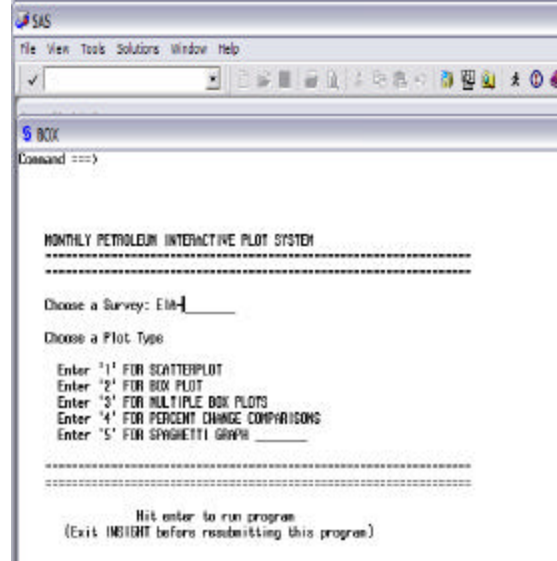 SAS
File View Tools Solutions Window Help
BOX
Command ===>
MONTHLY PETROLEUM INTERACTIVE PLOT SYSTEM
Choose a Survey: EIA-
Choose a Plot Type
Enter '1' FOR SCATTERPLOT
Enter '2' FOR BOX PLOT
Enter '3' FOR MULTIPLE BOX PLOTS
Enter '4' FOR PERCENT CHANGE COMPARISONS
Enter '5' FOR SPAGHETTI GRAPH
Hit enter to run program
(Exit INSIGHT before resubmitting this program)